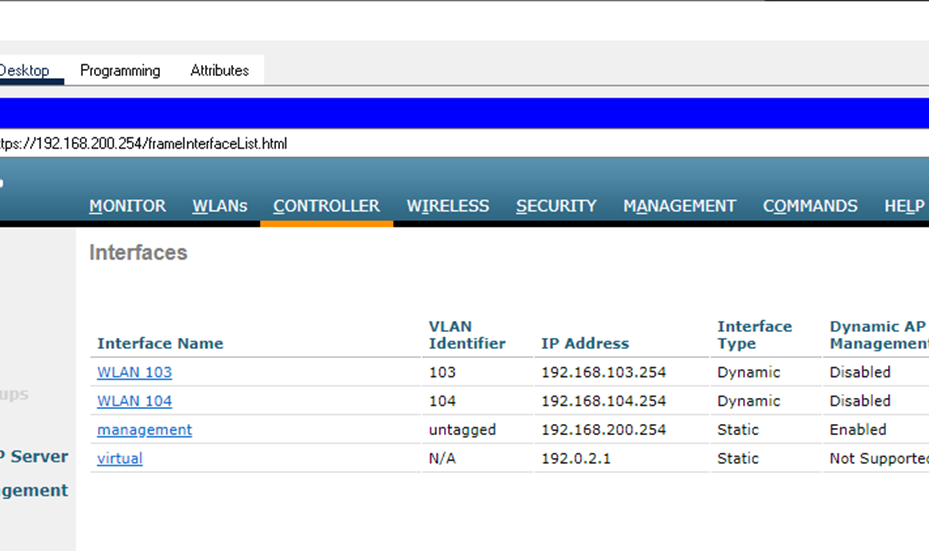 Desktop Programming Attributes
tps://192.168.200.254/frameInterfaceList.html
MONITOR WLANs CONTROLLER WIRELESS SECURITY MANAGEMENT COMMANDS HELP
Interfaces
Interface Name VLAN Identifier IP Address Interface Type Dynamic AP Management
WLAN 103 103 192.168.103.254 Dynamic Disabled
ups
WLAN 104 104 192.168.104.254 Dynamic Disabled
management untagged 192.168.200.254 Static Enabled
P Server
virtual N/A 192.0.2.1 Static Not Supported
gement